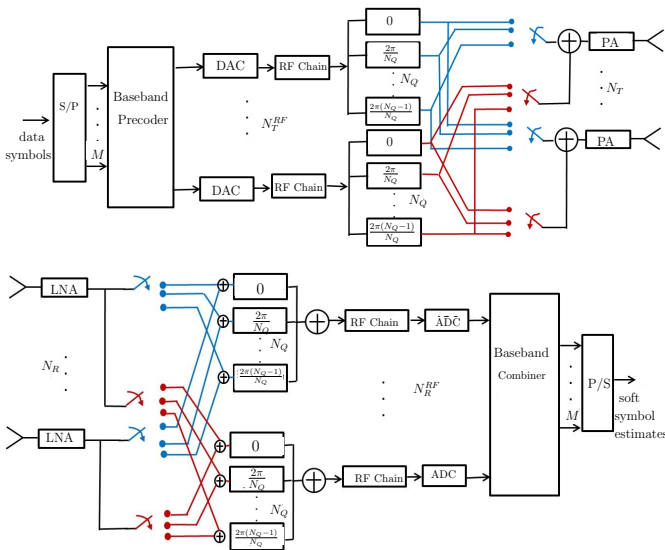 0
DAC
RF Chain
2π/N_Q
N_Q
2π(N_Q-1)/N_Q
PA
N_T
S/P
data
symbols
M
Baseband
Precoder
N_T^{RF}
0
PA
DAC
RF Chain
2π/N_Q
N_Q
2π(N_Q-1)/N_Q
LNA
0
2π/N_Q
N_Q
2π(N_Q-1)/N_Q
RF Chain
ADC
N_R
N_R^{RF}
Baseband
Combiner
M
P/S
soft
symbol
estimates
LNA
0
2π/N_Q
N_Q
2π(N_Q-1)/N_Q
RF Chain
ADC